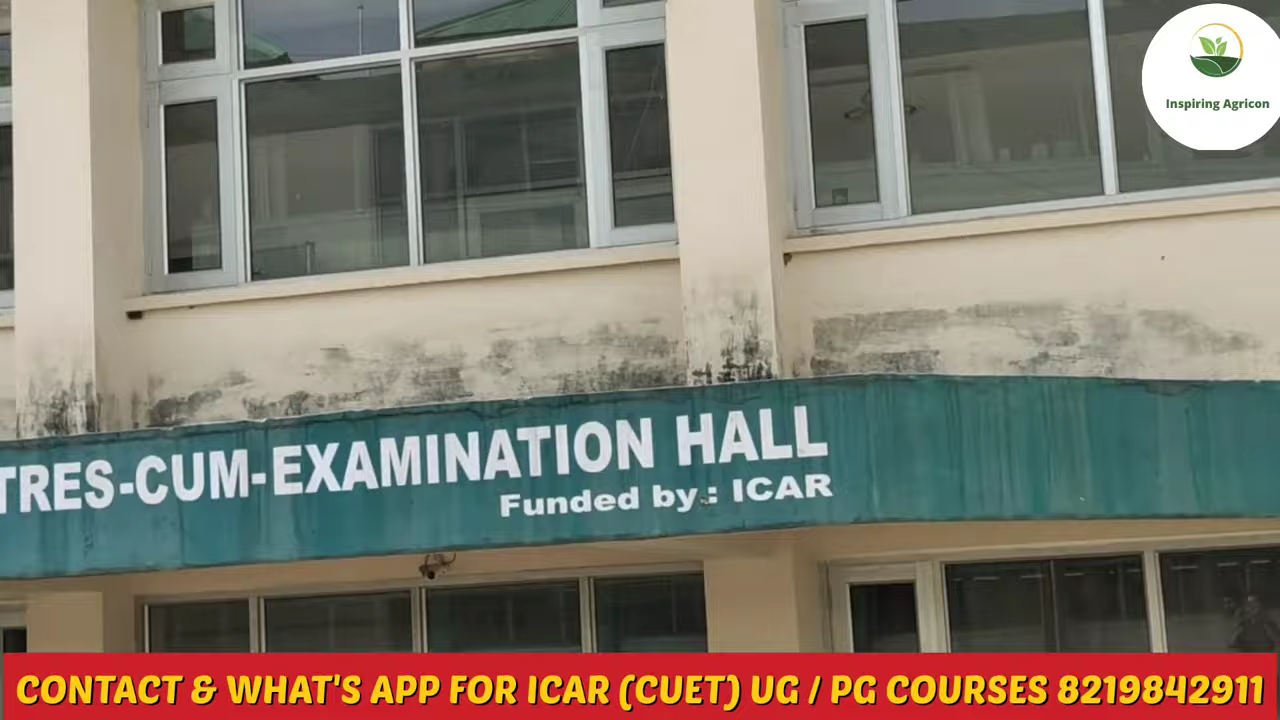 Inspiring Agricon
TRES-CUM-EXAMINATION HALL
Funded by : ICAR
CONTACT & WHAT'S APP FOR ICAR (CUET) UG / PG COURSES 8219842911